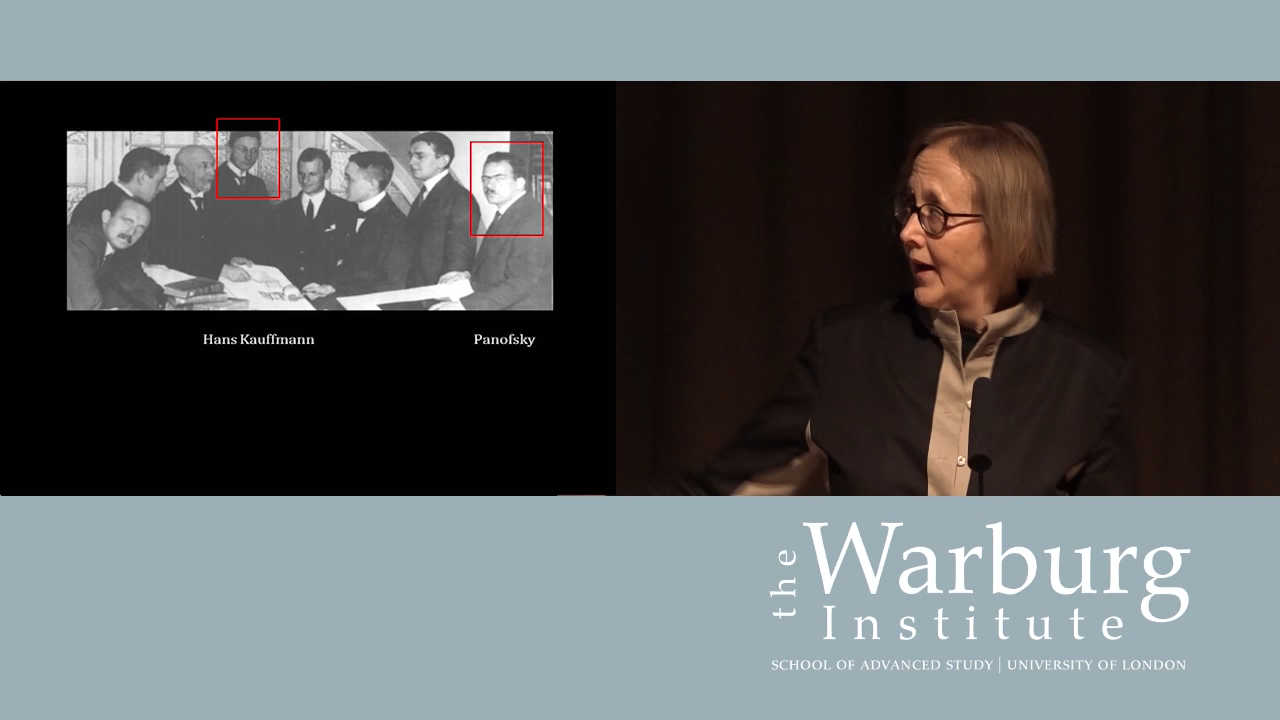 Hans Kauffmann
Panofsky
the Warburg
Institute
SCHOOL OF ADVANCED STUDY | UNIVERSITY OF LONDON